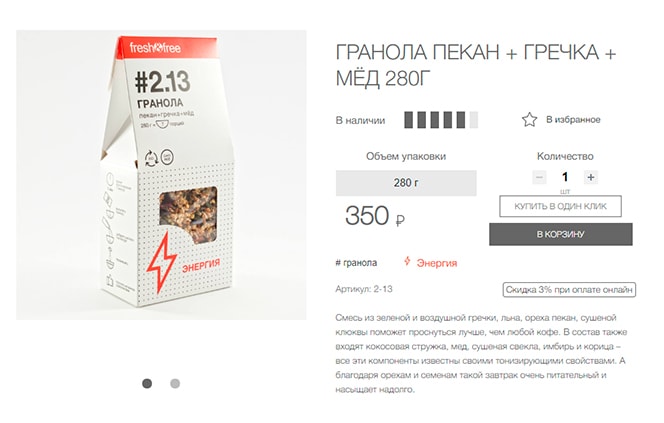 fresh free
#2.13
ГРАНОЛА
пекан+гречка+мёд
280 г =
порций
ЭНЕРГИЯ
ГРАНОЛА ПЕКАН + ГРЕЧКА +
МЁД 280Г
В наличии
В избранное
Объем упаковки
Количество
280 г
− 1 +
шт
350 ₽
КУПИТЬ В ОДИН КЛИК
В КОРЗИНУ
# гранола
Энергия
Артикул: 2-13
Скидка 3% при оплате онлайн
Смесь из зеленой и воздушной гречки, льна, ореха пекан, сушеной
клюквы поможет проснуться лучше, чем любой кофе. В состав также
входят кокосовая стружка, мед, сушеная свекла, имбирь и корица –
все эти компоненты известны своими тонизирующими свойствами. А
благодаря орехам и семенам такой завтрак очень питательный и
насыщает надолго.